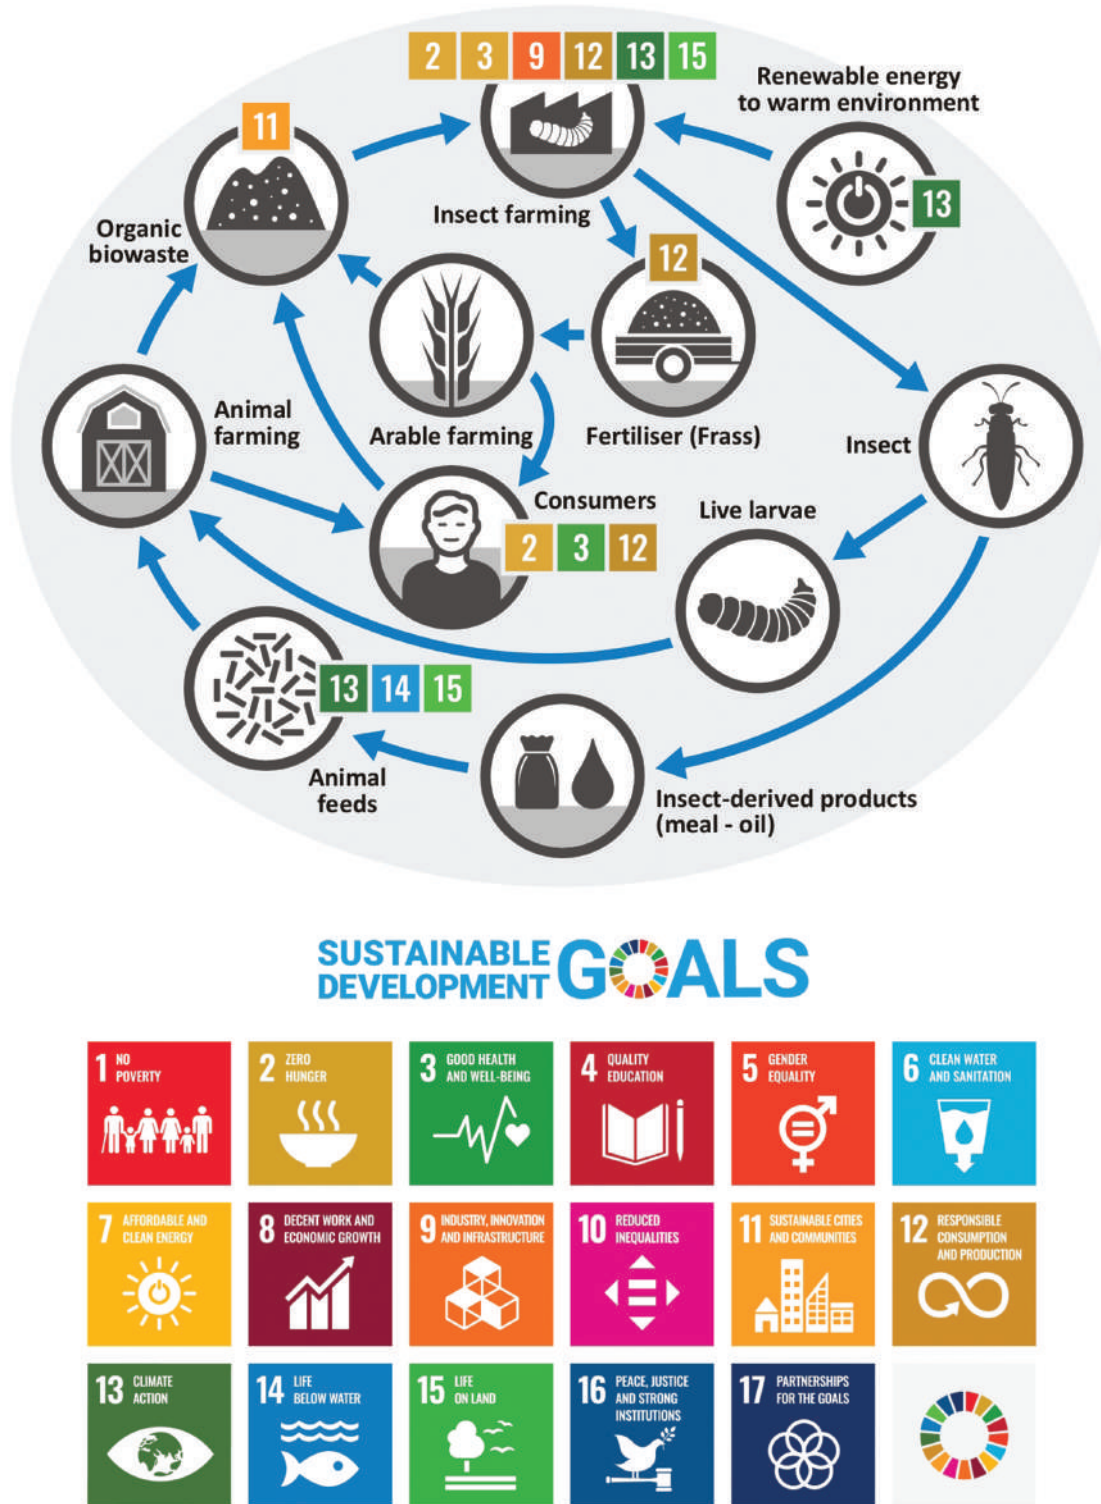 2 3 9 12 13 15
Renewable energy
to warm environment
11
13
Insect farming
Organic
biowaste
12
Animal
farming
Arable farming
Fertiliser (Frass)
Insect
Consumers
2 3 12
Live larvae
13 14 15
Animal
feeds
Insect-derived products
(meal - oil)
SUSTAINABLE
DEVELOPMENT
GOALS
1 NO
POVERTY
2 ZERO
HUNGER
3 GOOD HEALTH
AND WELL-BEING
4 QUALITY
EDUCATION
5 GENDER
EQUALITY
6 CLEAN WATER
AND SANITATION
7 AFFORDABLE AND
CLEAN ENERGY
8 DECENT WORK AND
ECONOMIC GROWTH
9 INDUSTRY, INNOVATION
AND INFRASTRUCTURE
10 REDUCED
INEQUALITIES
11 SUSTAINABLE CITIES
AND COMMUNITIES
12 RESPONSIBLE
CONSUMPTION
AND PRODUCTION
13 CLIMATE
ACTION
14 LIFE
BELOW WATER
15 LIFE
ON LAND
16 PEACE, JUSTICE
AND STRONG
INSTITUTIONS
17 PARTNERSHIPS
FOR THE GOALS